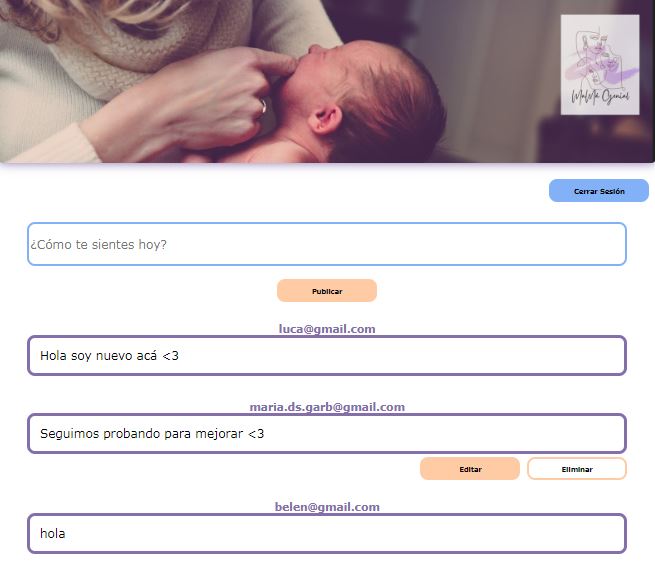 MaMá Genial
Cerrar Sesión
¿Cómo te sientes hoy?
Publicar
luca@gmail.com
Hola soy nuevo acá <3
maria.ds.garb@gmail.com
Seguimos probando para mejorar <3
Editar
Eliminar
belen@gmail.com
hola